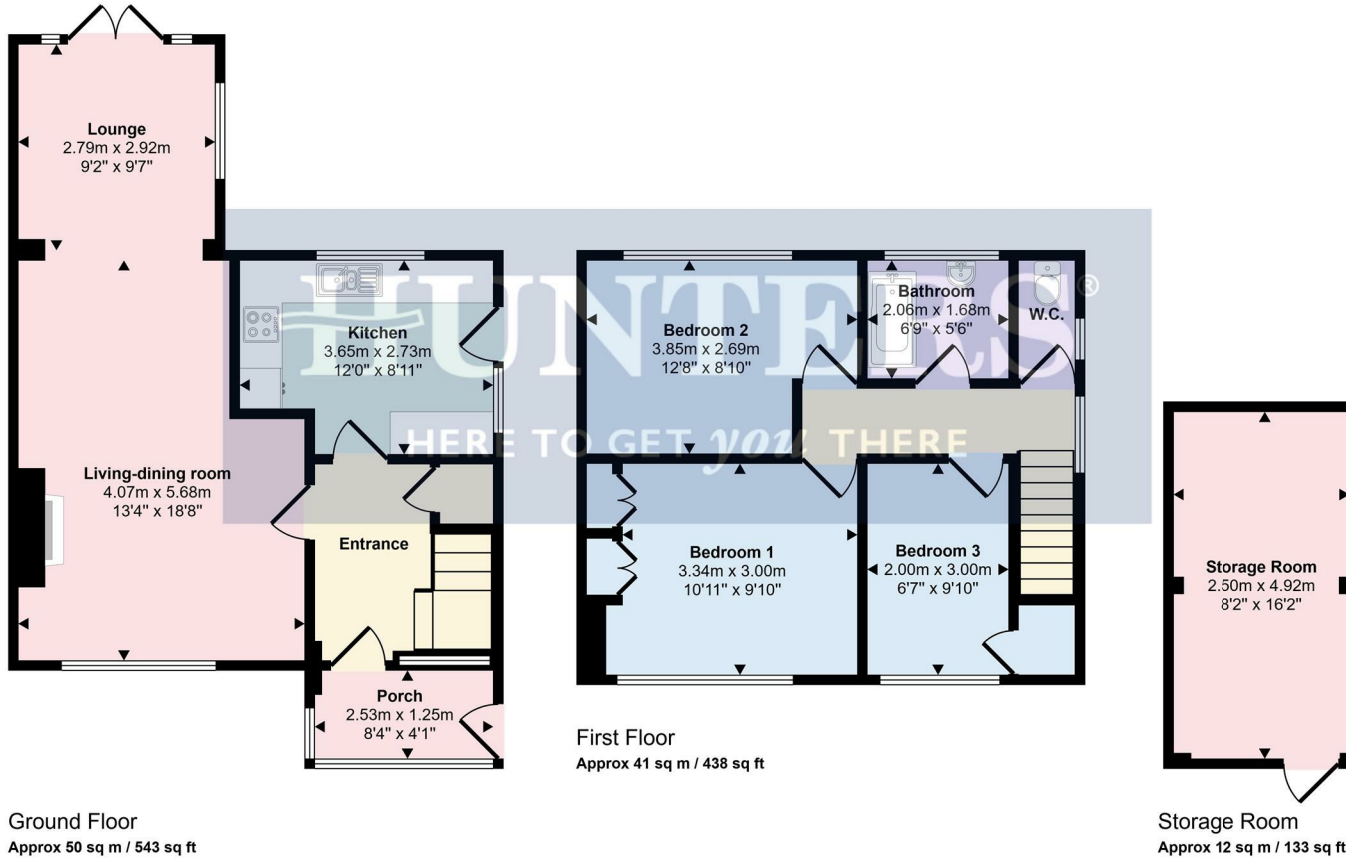 Lounge
2.79m x 2.92m
9'2" x 9'7"
HUNTERS®
HERE TO GET you THERE
Kitchen
3.65m x 2.73m
12'0" x 8'11"
Living-dining room
4.07m x 5.68m
13'4" x 18'8"
Entrance
Porch
2.53m x 1.25m
8'4" x 4'1"
Ground Floor
Approx 50 sq m / 543 sq ft
Bedroom 2
3.85m x 2.69m
12'8" x 8'10"
Bathroom
2.06m x 1.68m
6'9" x 5'6"
W.C.
Bedroom 1
3.34m x 3.00m
10'11" x 9'10"
Bedroom 3
2.00m x 3.00m
6'7" x 9'10"
First Floor
Approx 41 sq m / 438 sq ft
Storage Room
2.50m x 4.92m
8'2" x 16'2"
Storage Room
Approx 12 sq m / 133 sq ft